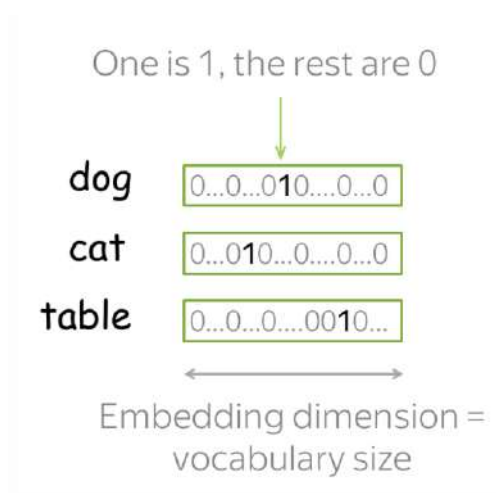 One is 1, the rest are 0
dog 0...0...010....0...0
cat 0...010...0....0...0
table 0...0...0....0010...
Embedding dimension =
vocabulary size